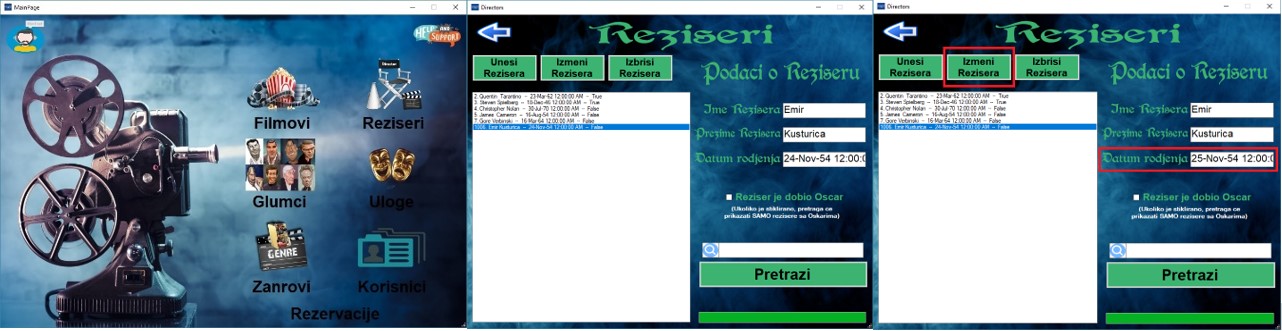 MainPage
HELP AND SUPPORT
Director
Filmovi
Reziseri
Glumci
Uloge
GENRE
Zanrovi
Korisnici
Rezervacije
Directors
Reziseri
Unesi Rezisera
Izmeni Rezisera
Izbrisi Rezisera
Podaci o Reziseru
2. Quentin Tarantino - 23-Mar-62 12:00:00 AM - True
3. Steven Spielberg - 18-Dec-46 12:00:00 AM - True
4. Christopher Nolan - 30-Jul-70 12:00:00 AM - False
5. James Cameron - 16-Aug-54 12:00:00 AM - True
7. Gore Verbinski - 16-Mar-64 12:00:00 AM - False
1006. Emir Kusturica - 24-Nov-54 12:00:00 AM - False
Ime Rezisera Emir
Prezime Rezisera Kusturica
Datum rodjenja 24-Nov-54 12:00:0
Reziser je dobio Oscar
(Ukoliko je stiklirano, pretraga ce
prikazati SAMO rezisere sa Oskarima)
Pretrazi
Directors
Reziseri
Unesi Rezisera
Izmeni Rezisera
Izbrisi Rezisera
Podaci o Reziseru
2. Quentin Tarantino - 23-Mar-62 12:00:00 AM - True
3. Steven Spielberg - 18-Dec-46 12:00:00 AM - True
4. Christopher Nolan - 30-Jul-70 12:00:00 AM - False
5. James Cameron - 16-Aug-54 12:00:00 AM - True
7. Gore Verbinski - 16-Mar-64 12:00:00 AM - False
1006. Emir Kusturica - 24-Nov-54 12:00:00 AM - False
Ime Rezisera Emir
Prezime Rezisera Kusturica
Datum rodjenja 25-Nov-54 12:00:0
Reziser je dobio Oscar
(Ukoliko je stiklirano, pretraga ce
prikazati SAMO rezisere sa Oskarima)
Pretrazi